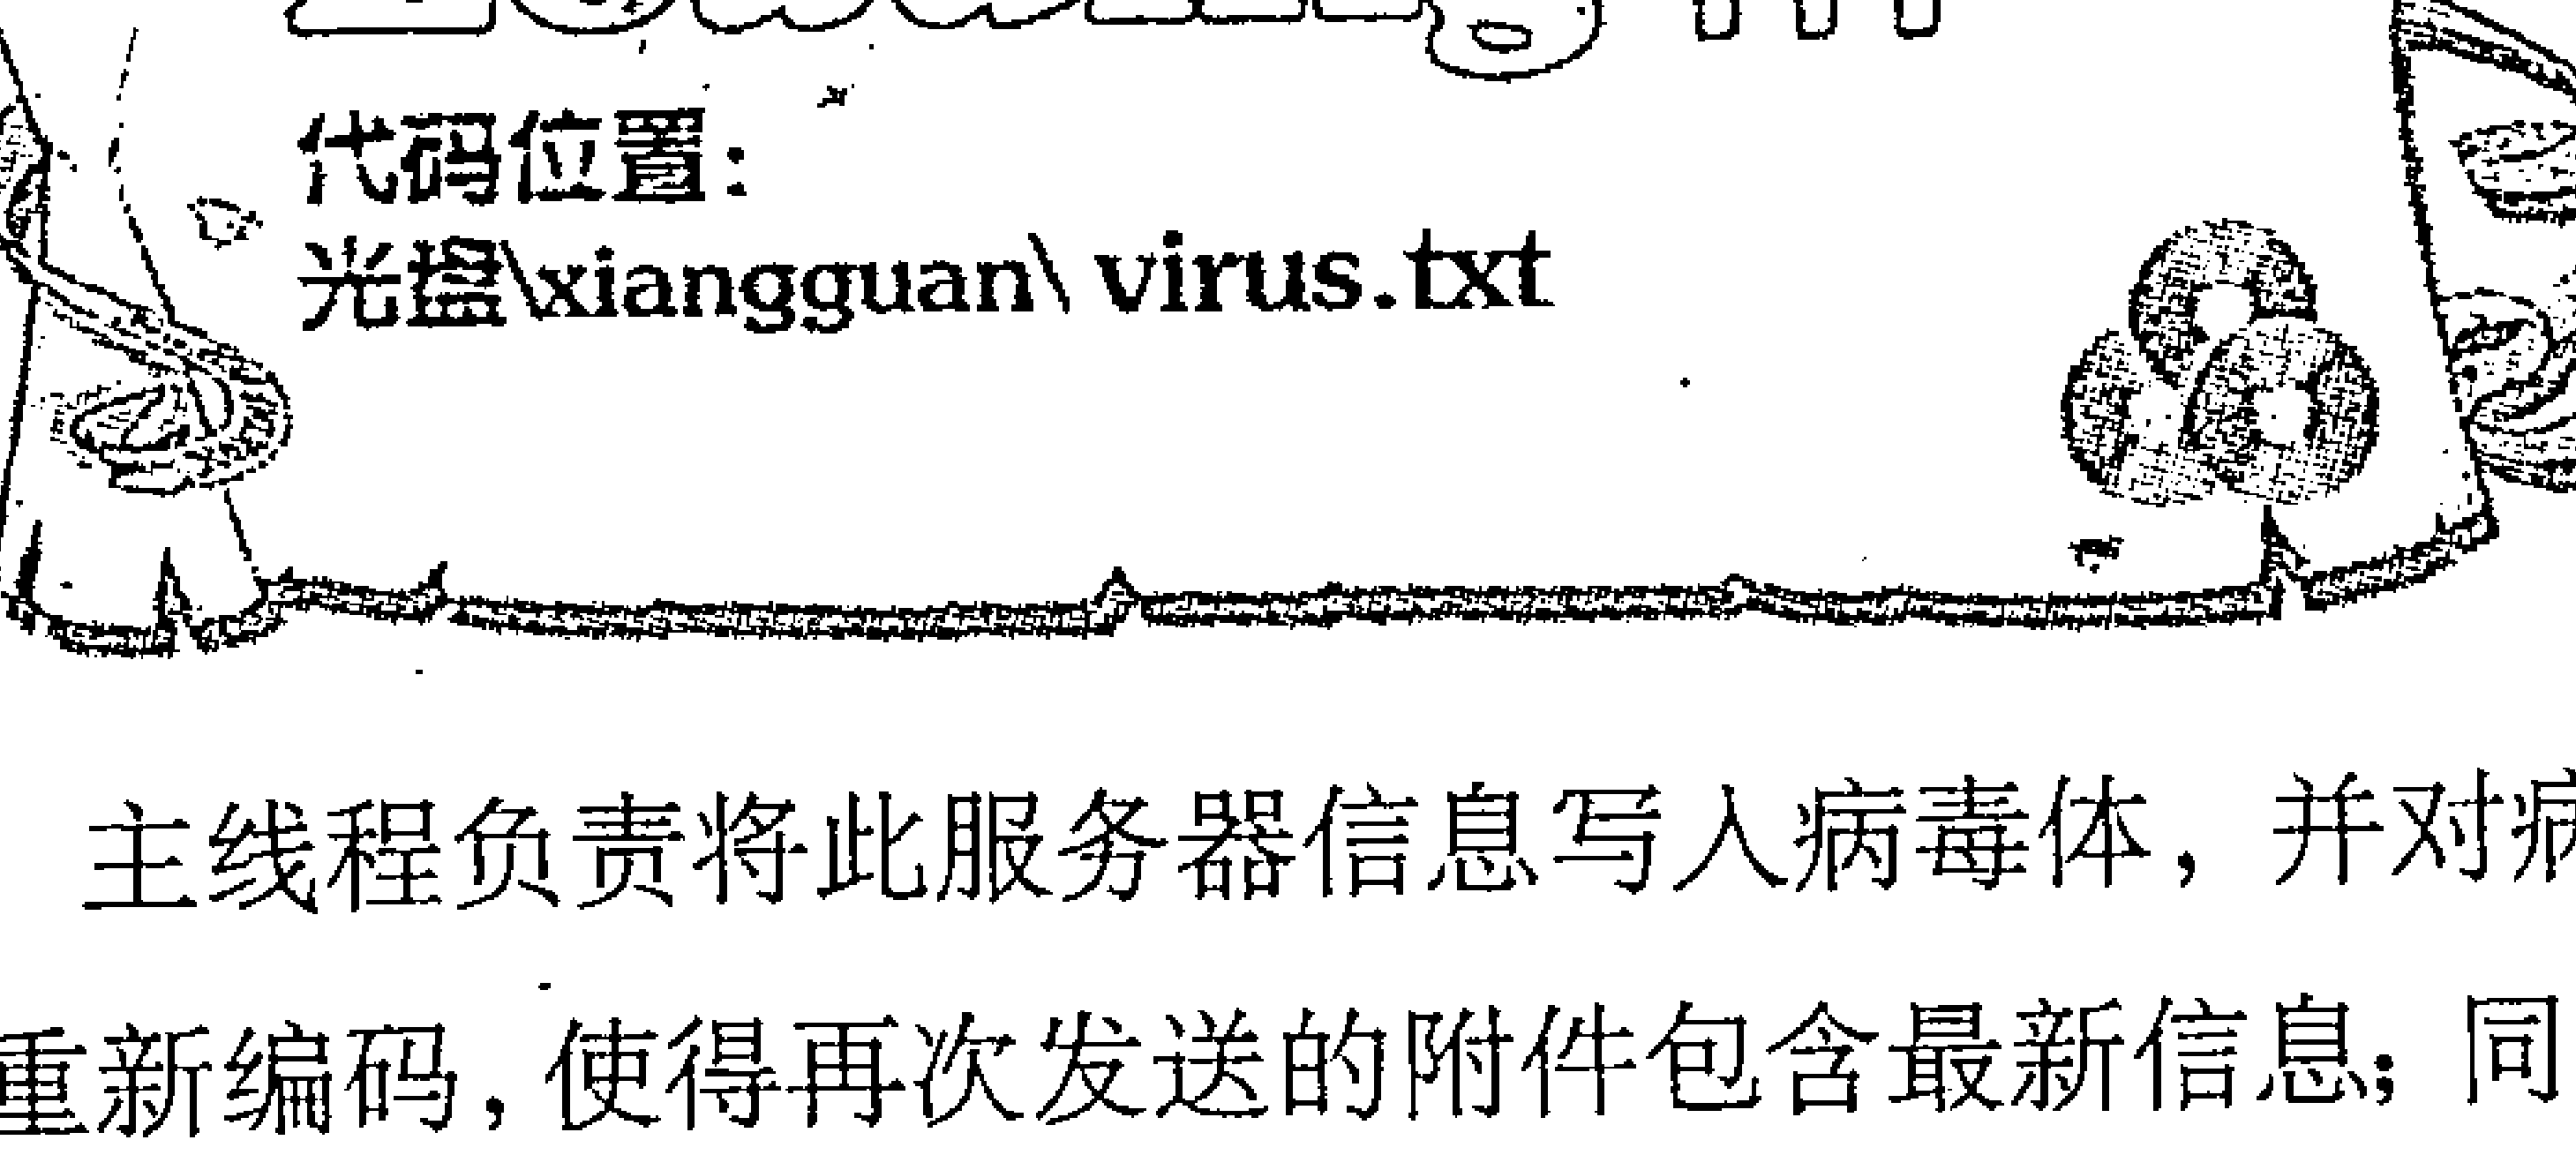 代码位置:
光盘\xiangguan\ virus.txt
主线程负责将此服务器信息写入病毒体，并对病
重新编码，使得再次发送的附件包含最新信息；同